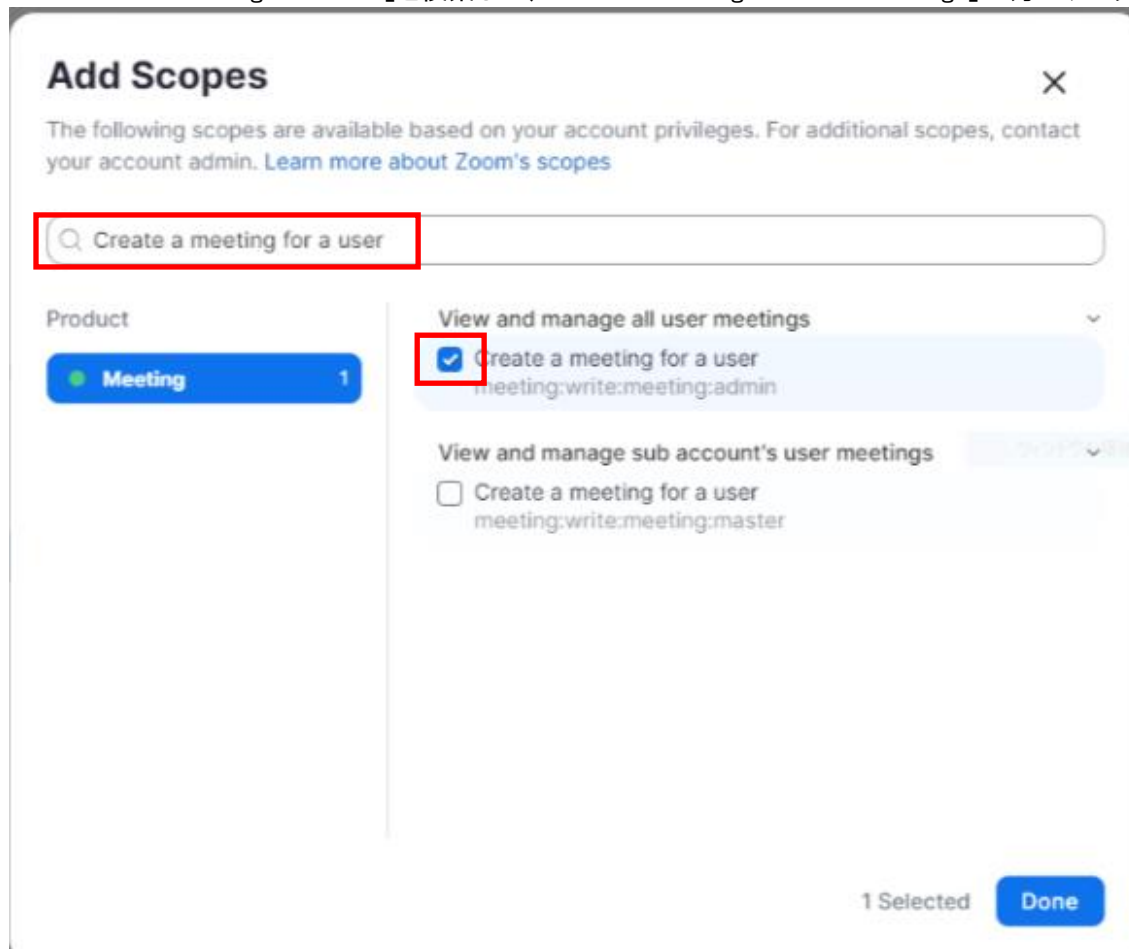 Add Scopes
The following scopes are available based on your account privileges. For additional scopes, contact
your account admin. Learn more about Zoom's scopes
Create a meeting for a user
Product
Meeting 1
View and manage all user meetings
Create a meeting for a user
meeting:write:meeting:admin
View and manage sub account's user meetings
Create a meeting for a user
meeting:write:meeting:master
1 Selected
Done